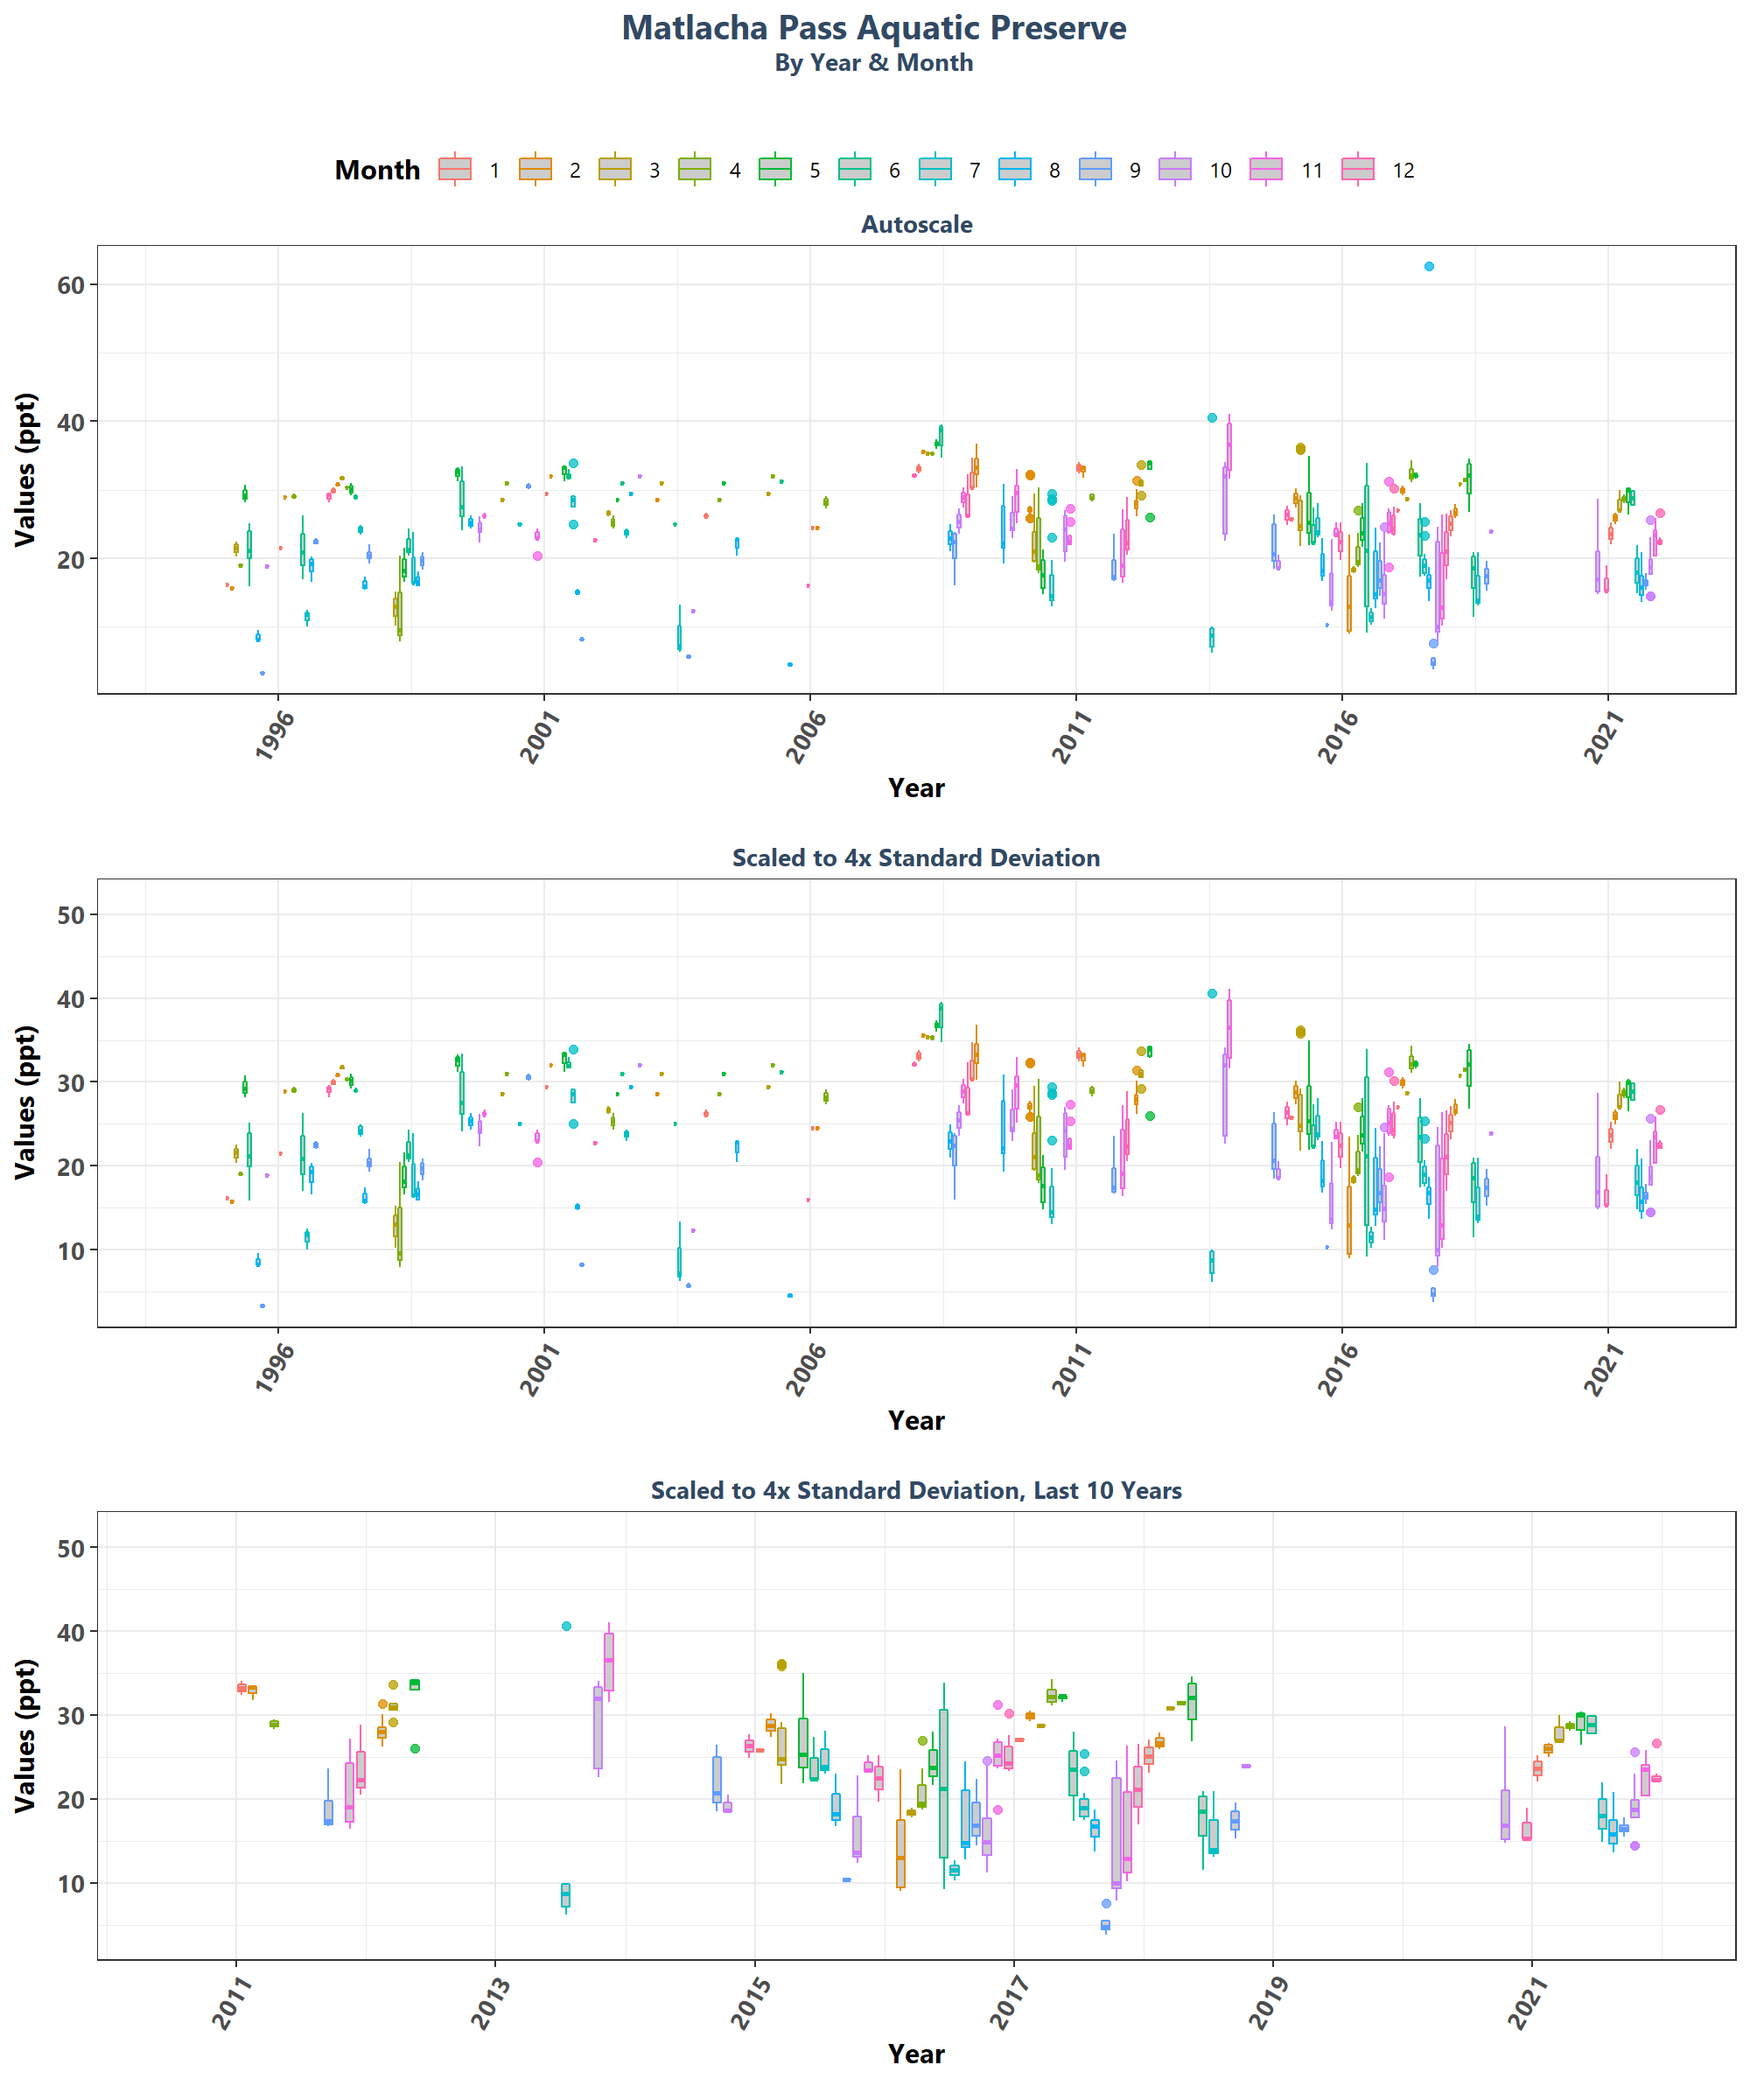 Matlacha Pass Aquatic Preserve
By Year & Month
Month 1 2 3 4 5 6 7 8 9 10 11 12
Autoscale
Values (ppt)
60
40
20
1996 2001 2006 2011 2016 2021
Year
Scaled to 4x Standard Deviation
Values (ppt)
50
40
30
20
10
1996 2001 2006 2011 2016 2021
Year
Scaled to 4x Standard Deviation, Last 10 Years
Values (ppt)
50
40
30
20
10
2011 2013 2015 2017 2019 2021
Year